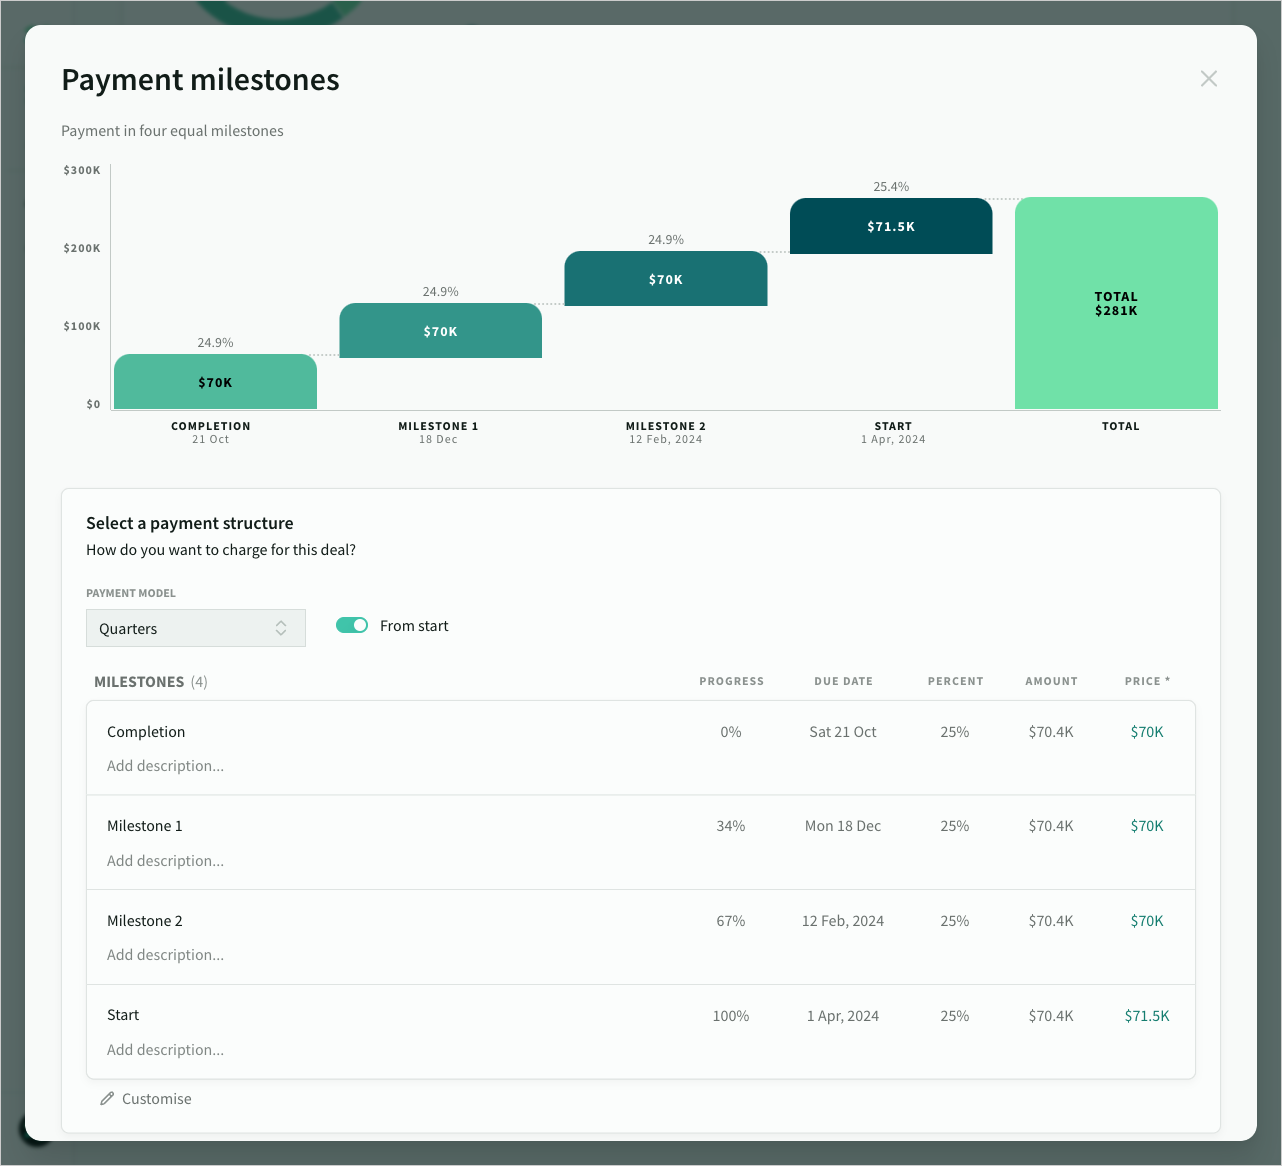 Payment milestones
Payment in four equal milestones
$300K
$200K
$100K
$0
24.9%
$70K
24.9%
$70K
24.9%
$70K
25.4%
$71.5K
TOTAL
$281K
COMPLETION
21 Oct
MILESTONE 1
18 Dec
MILESTONE 2
12 Feb, 2024
START
1 Apr, 2024
TOTAL
Select a payment structure
How do you want to charge for this deal?
PAYMENT MODEL
Quarters
From start
MILESTONES (4) PROGRESS DUE DATE PERCENT AMOUNT PRICE *
Completion 0% Sat 21 Oct 25% $70.4K $70K
Add description...
Milestone 1 34% Mon 18 Dec 25% $70.4K $70K
Add description...
Milestone 2 67% 12 Feb, 2024 25% $70.4K $70K
Add description...
Start 100% 1 Apr, 2024 25% $70.4K $71.5K
Add description...
Customise